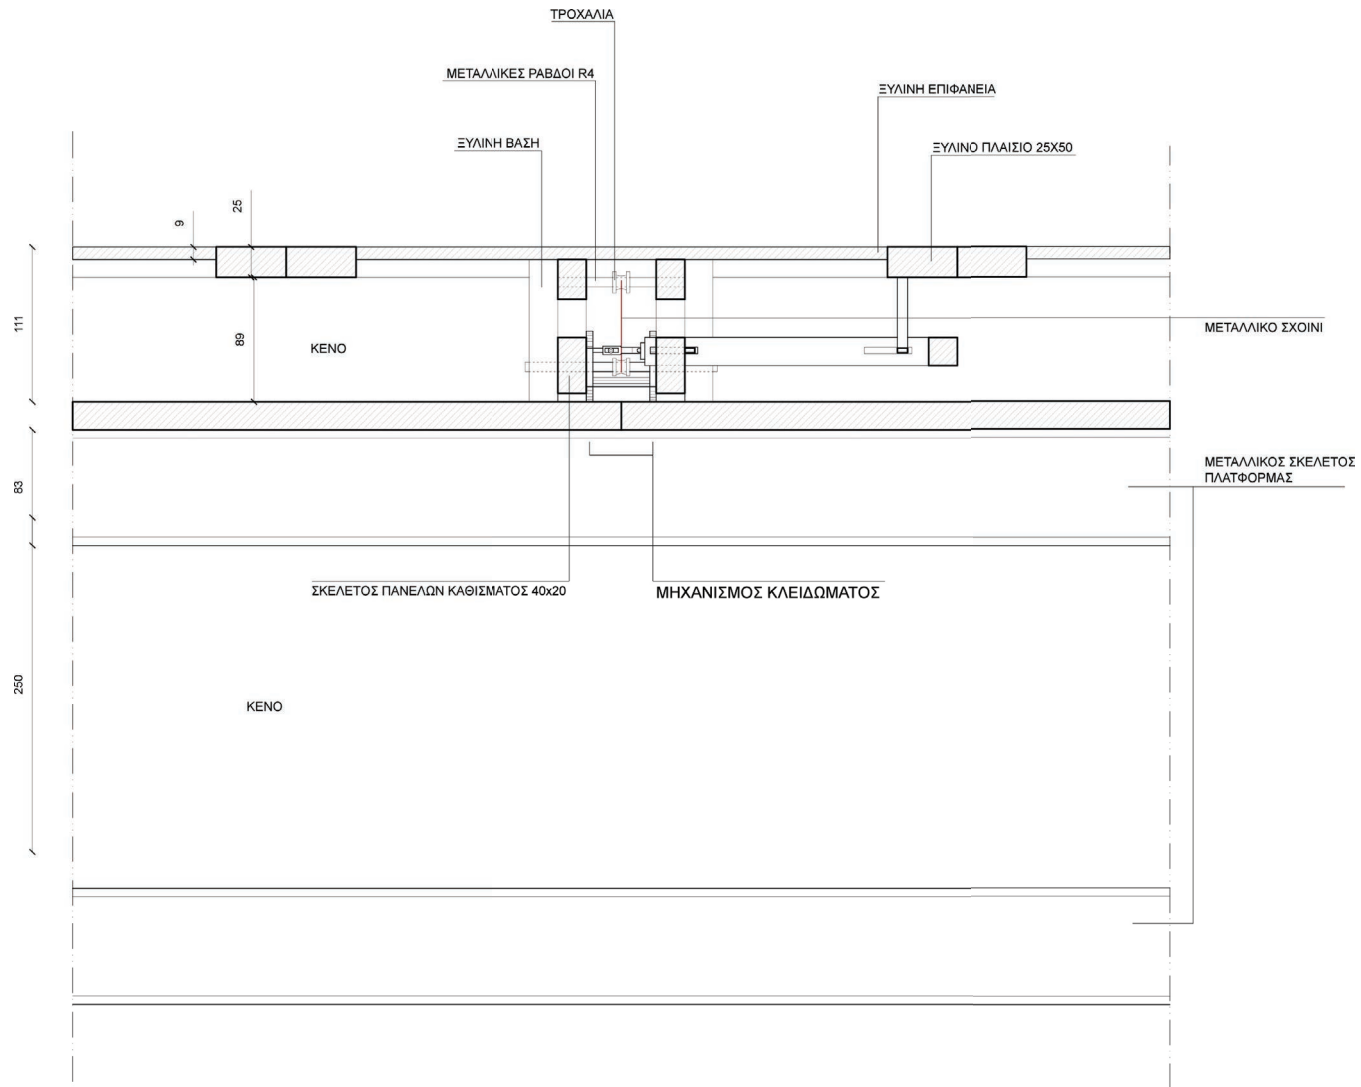 ΤΡΟΧΑΛΙΑ
ΜΕΤΑΛΛΙΚΕΣ ΡΑΒΔΟΙ R4
ΞΥΛΙΝΗ ΕΠΙΦΑΝΕΙΑ
ΞΥΛΙΝΗ ΒΑΣΗ
ΞΥΛΙΝΟ ΠΛΑΙΣΙΟ 25X50
9
25
111
89
ΚΕΝΟ
ΜΕΤΑΛΛΙΚΟ ΣΧΟΙΝΙ
83
ΜΕΤΑΛΛΙΚΟΣ ΣΚΕΛΕΤΟΣ
ΠΛΑΤΦΟΡΜΑΣ
ΣΚΕΛΕΤΟΣ ΠΑΝΕΛΩΝ ΚΑΘΙΣΜΑΤΟΣ 40x20
ΜΗΧΑΝΙΣΜΟΣ ΚΛΕΙΔΩΜΑΤΟΣ
250
ΚΕΝΟ